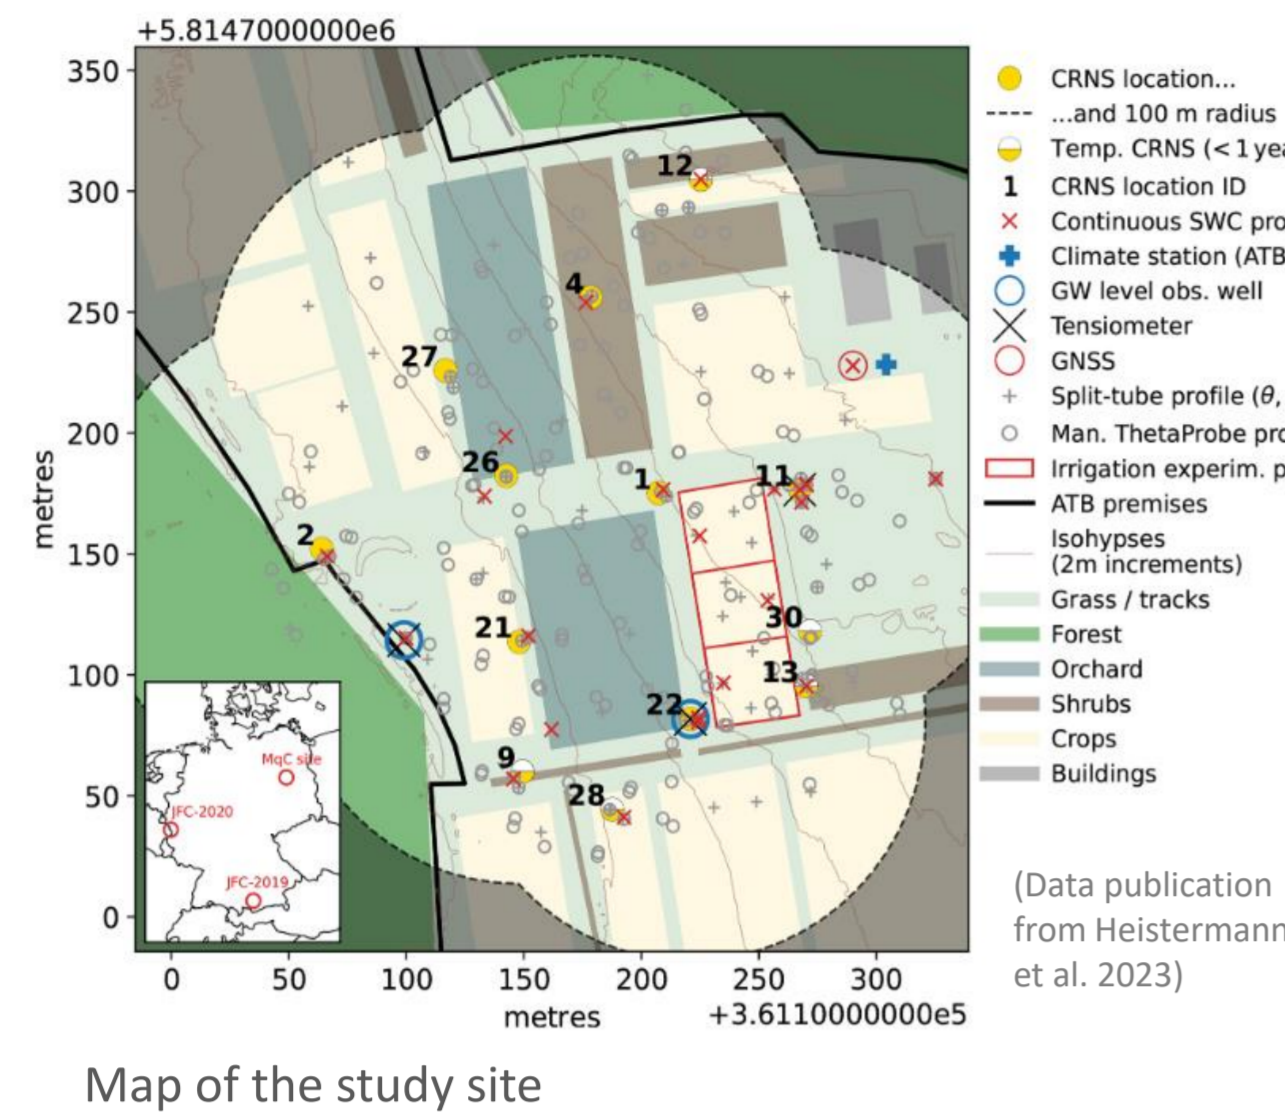 +5.8147000000e6
350
300
250
200
150
100
50
0
metres
12
4
27
26
1
11
2
30
21
13
22
9
28
MqC site
JFC-2020
JFC-2019
0
50
100
150
200
250
300
metres
+3.6110000000e5
CRNS location...
...and 100 m radius
Temp. CRNS (< 1 yea
1
CRNS location ID
Continuous SWC pro
Climate station (ATB
GW level obs. well
Tensiometer
GNSS
Split-tube profile (θ,
Man. ThetaProbe pro
Irrigation experim. p
ATB premises
Isohypses
(2m increments)
Grass / tracks
Forest
Orchard
Shrubs
Crops
Buildings
(Data publication
from Heistermann
et al. 2023)
Map of the study site